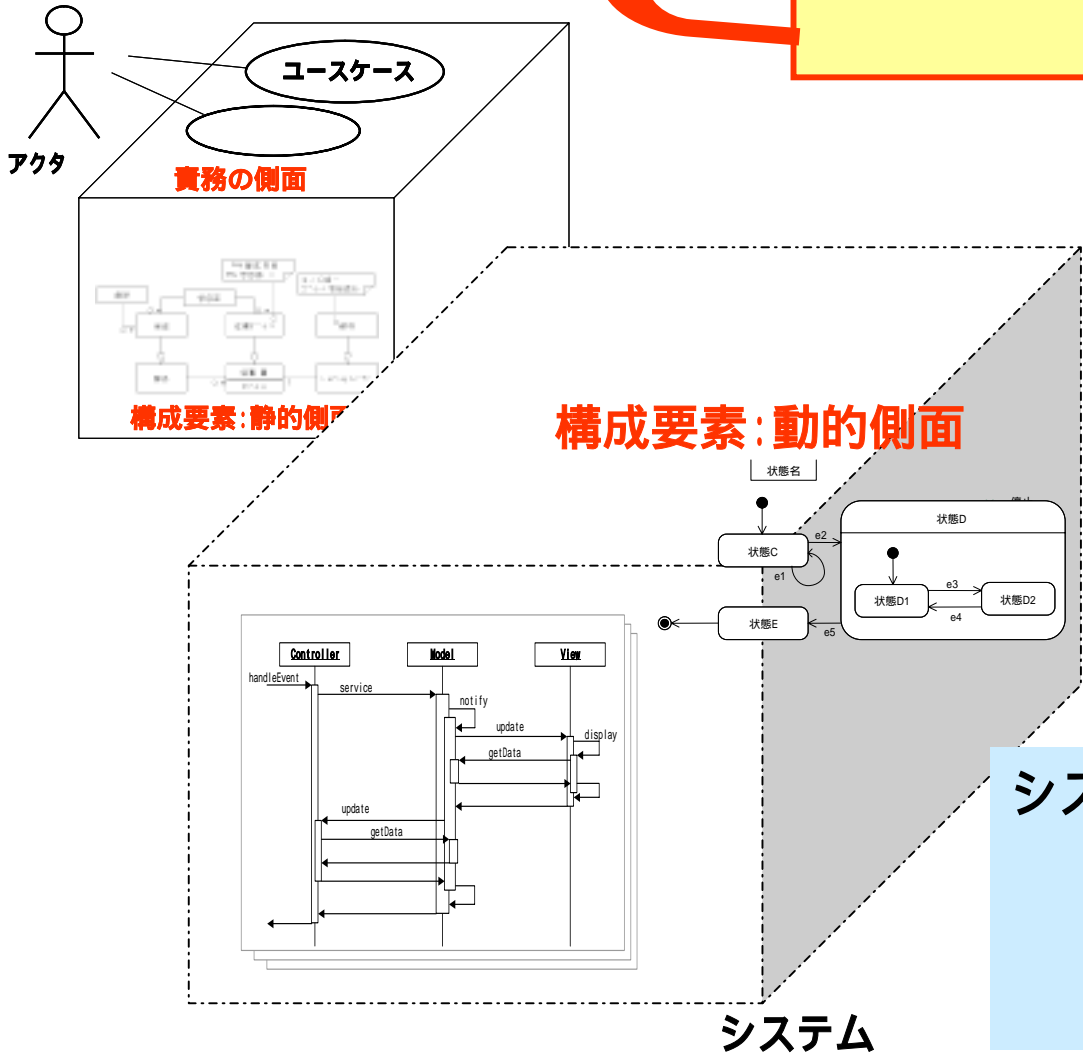 ユースケース
アクタ
責務の側面
構成要素:静的側
構成要素:動的側面
状態名
状態D
状態C
e2
e1
e3
状態D1
状態D2
e4
状態E
e5
Controller
Model
View
handleEvent
service
notify
update
display
getData
update
getData
シス
システム